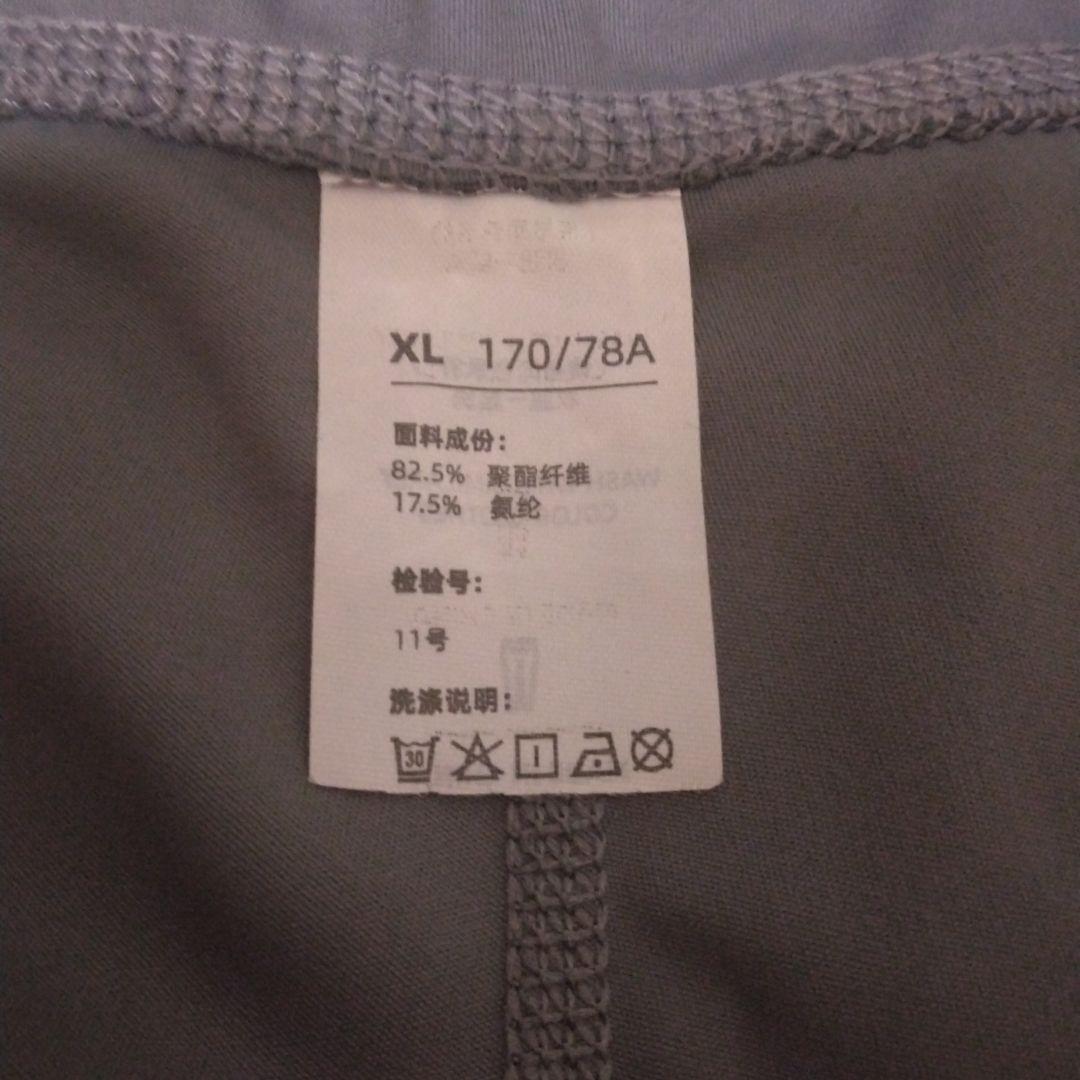 XL 170/78A
面料成份:
82.5% 聚酯纤维
17.5% 氨纶
检验号:
11号
洗涤说明:
30